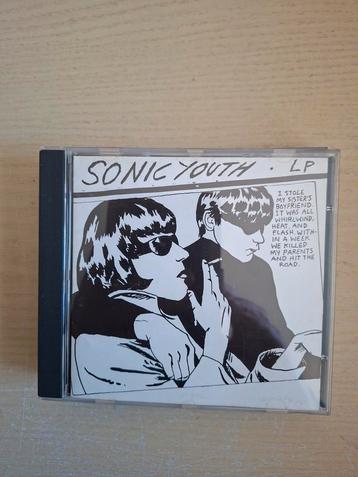 SONIC YOUTH · LP
I STOLE
MY SISTER'S
BOYFRIEND.
IT WAS ALL
WHIRLWIND,
HEAT, AND
FLASH. WITH-
IN A WEEK
WE KILLED
MY PARENTS
AND HIT THE
ROAD.